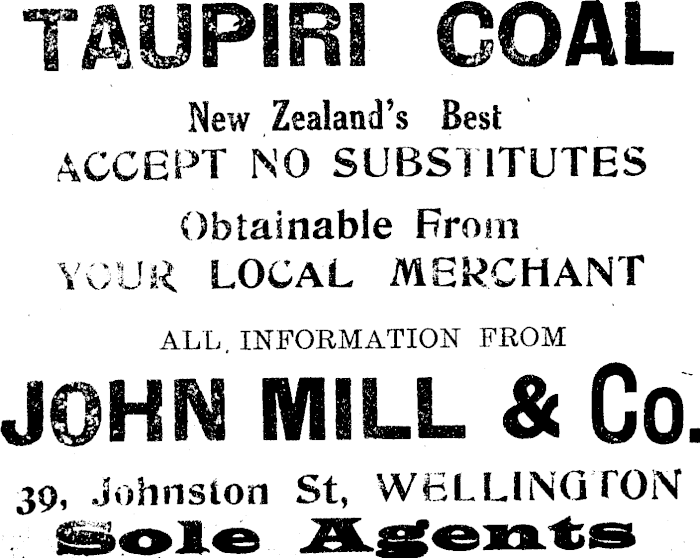 TAUPIRI COAL
New Zealand's Best
ACCEPT NO SUBSTITUTES
Obtainable From
YOUR LOCAL MERCHANT
ALL INFORMATION FROM
JOHN MILL & Co.
39, Johnston St, WELLINGTON
Sole Agents